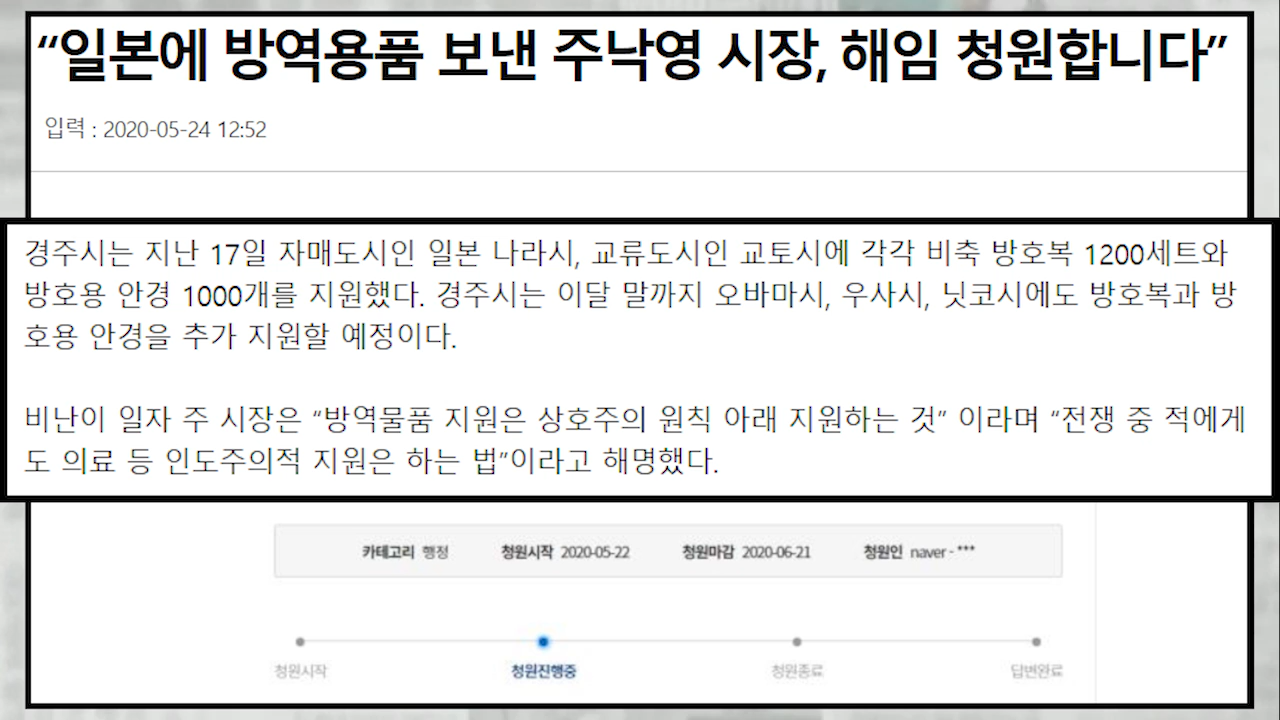 “일본에 방역용품 보낸 주낙영 시장, 해임 청원합니다”
입력 : 2020-05-24 12:52
경주시는 지난 17일 자매도시인 일본 나라시, 교류도시인 교토시에 각각 비축 방호복 1200세트와
방호용 안경 1000개를 지원했다. 경주시는 이달 말까지 오바마시, 우사시, 닛코시에도 방호복과 방
호용 안경을 추가 지원할 예정이다.
비난이 일자 주 시장은 “방역물품 지원은 상호주의 원칙 아래 지원하는 것” 이라며 “전쟁 중 적에게
도 의료 등 인도주의적 지원은 하는 법”이라고 해명했다.
카테고리 행정 청원시작 2020-05-22 청원마감 2020-06-21 청원인 naver - ***
청원시작 청원진행중 청원종료 답변완료